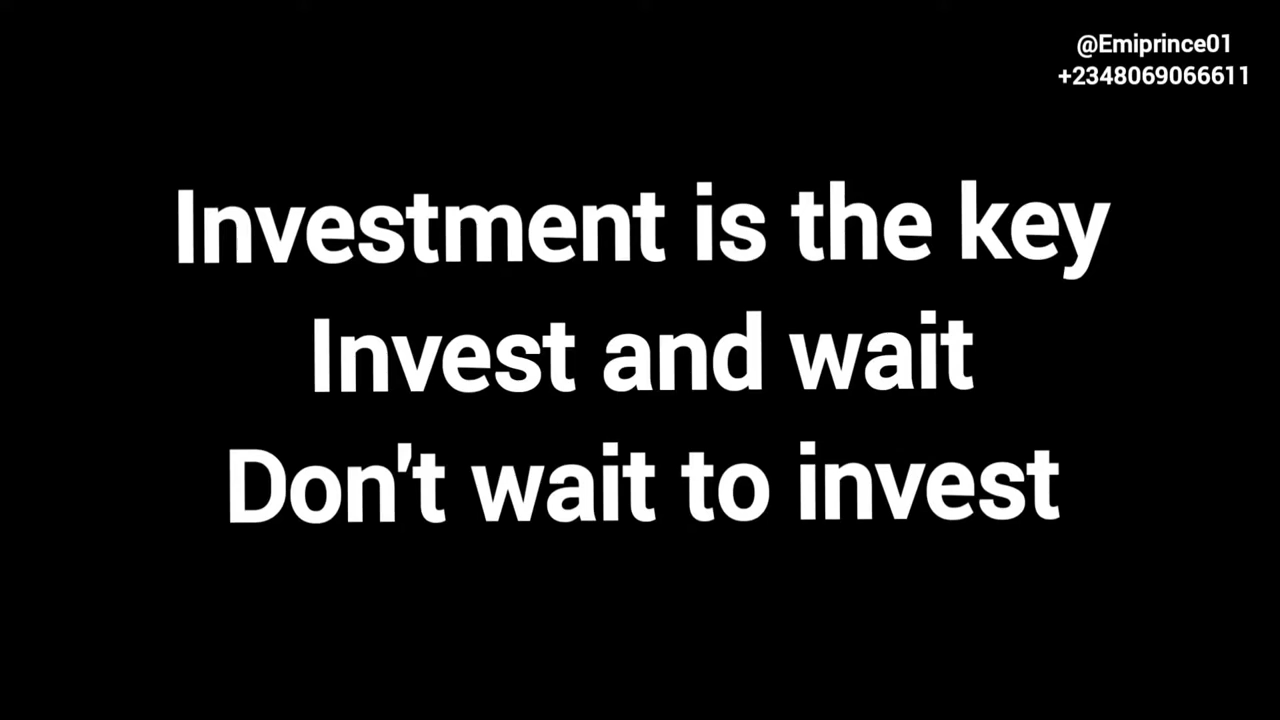 @Emiprince01
+2348069066611
Investment is the key
Invest and wait
Don't wait to invest